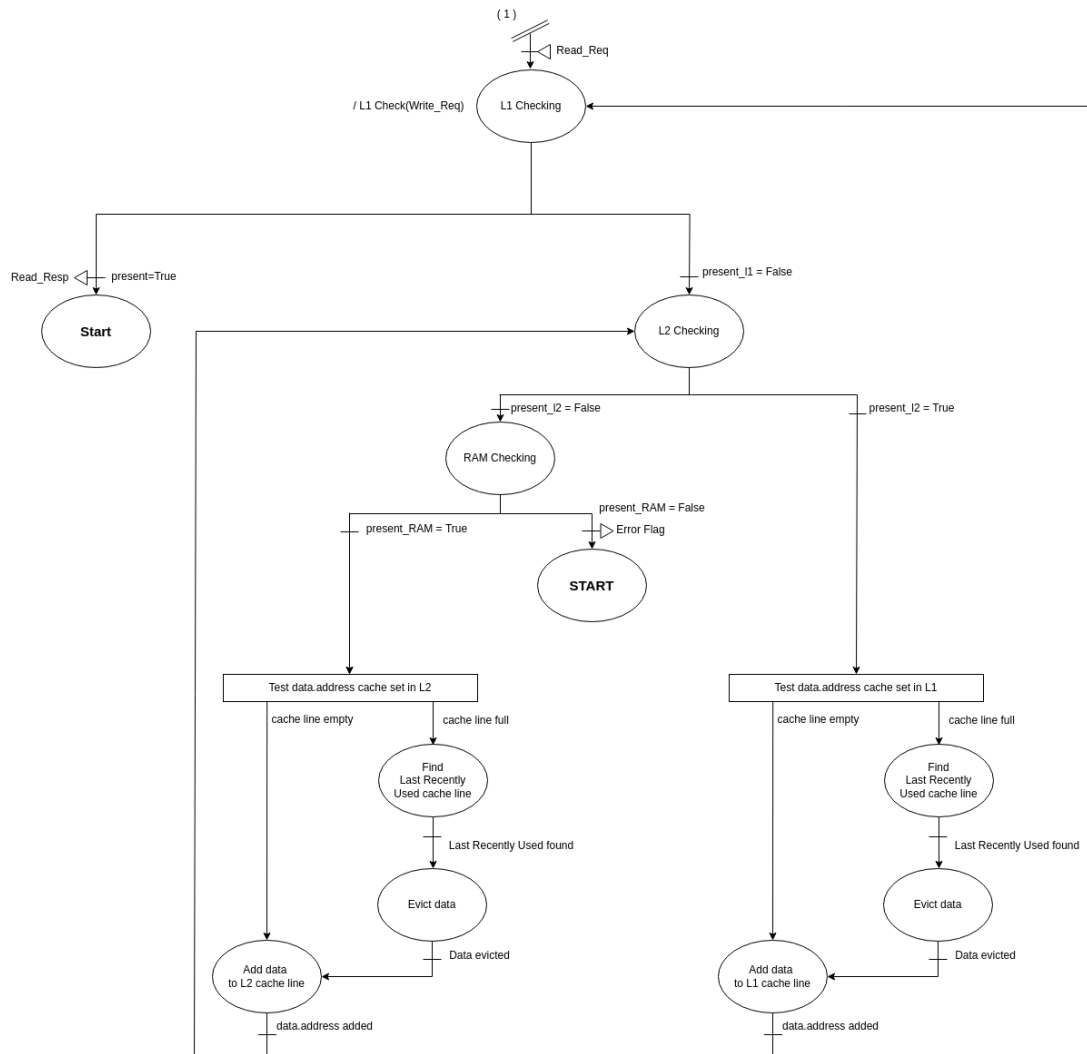 ( 1 )
Read_Req
/ L1 Check(Write_Req)
L1 Checking
Read_Resp
present=True
present_l1 = False
Start
L2 Checking
present_l2 = False
present_l2 = True
RAM Checking
present_RAM = False
present_RAM = True
Error Flag
START
Test data.address cache set in L2
Test data.address cache set in L1
cache line empty
cache line full
cache line empty
cache line full
Find
Last Recently
Used cache line
Find
Last Recently
Used cache line
Last Recently Used found
Last Recently Used found
Evict data
Evict data
Data evicted
Data evicted
Add data
to L2 cache line
Add data
to L1 cache line
data.address added
data.address added